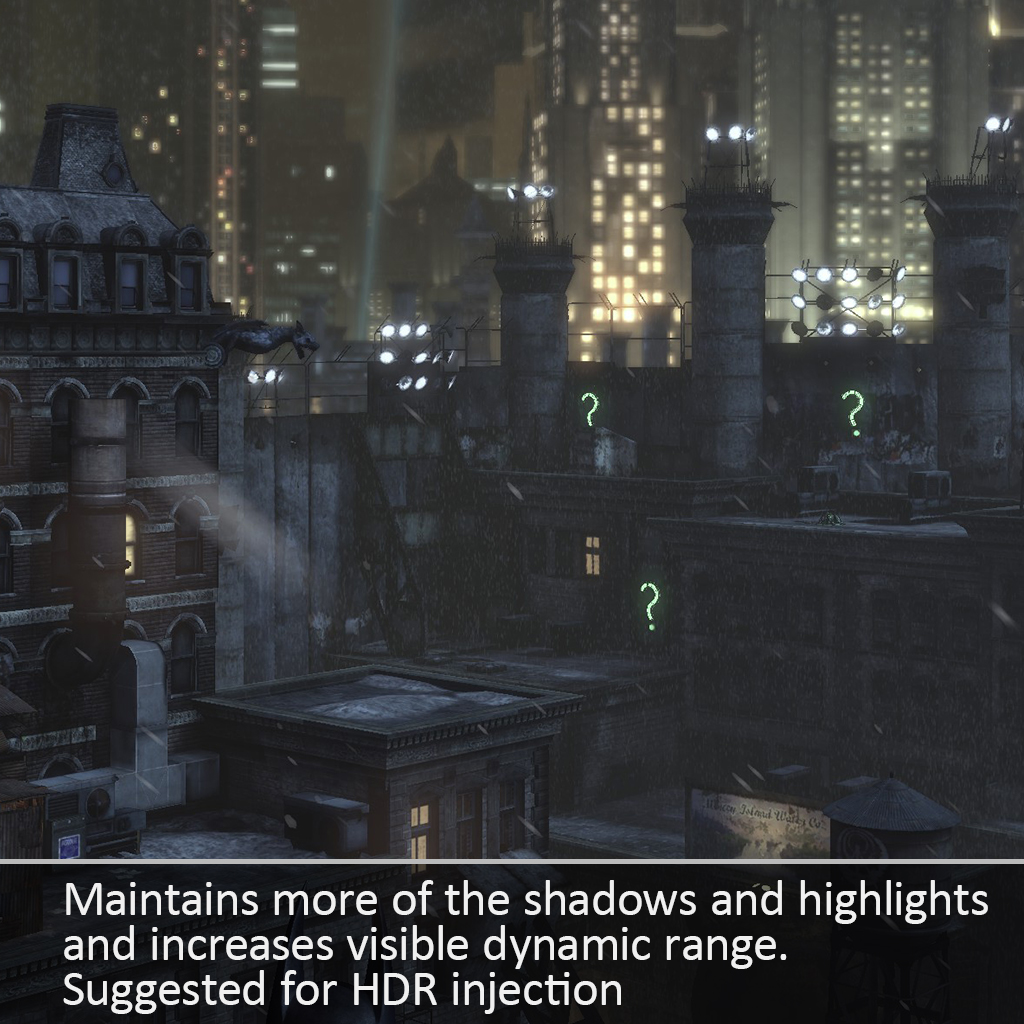 ?
?
?
Maintains more of the shadows and highlights
and increases visible dynamic range.
Suggested for HDR injection